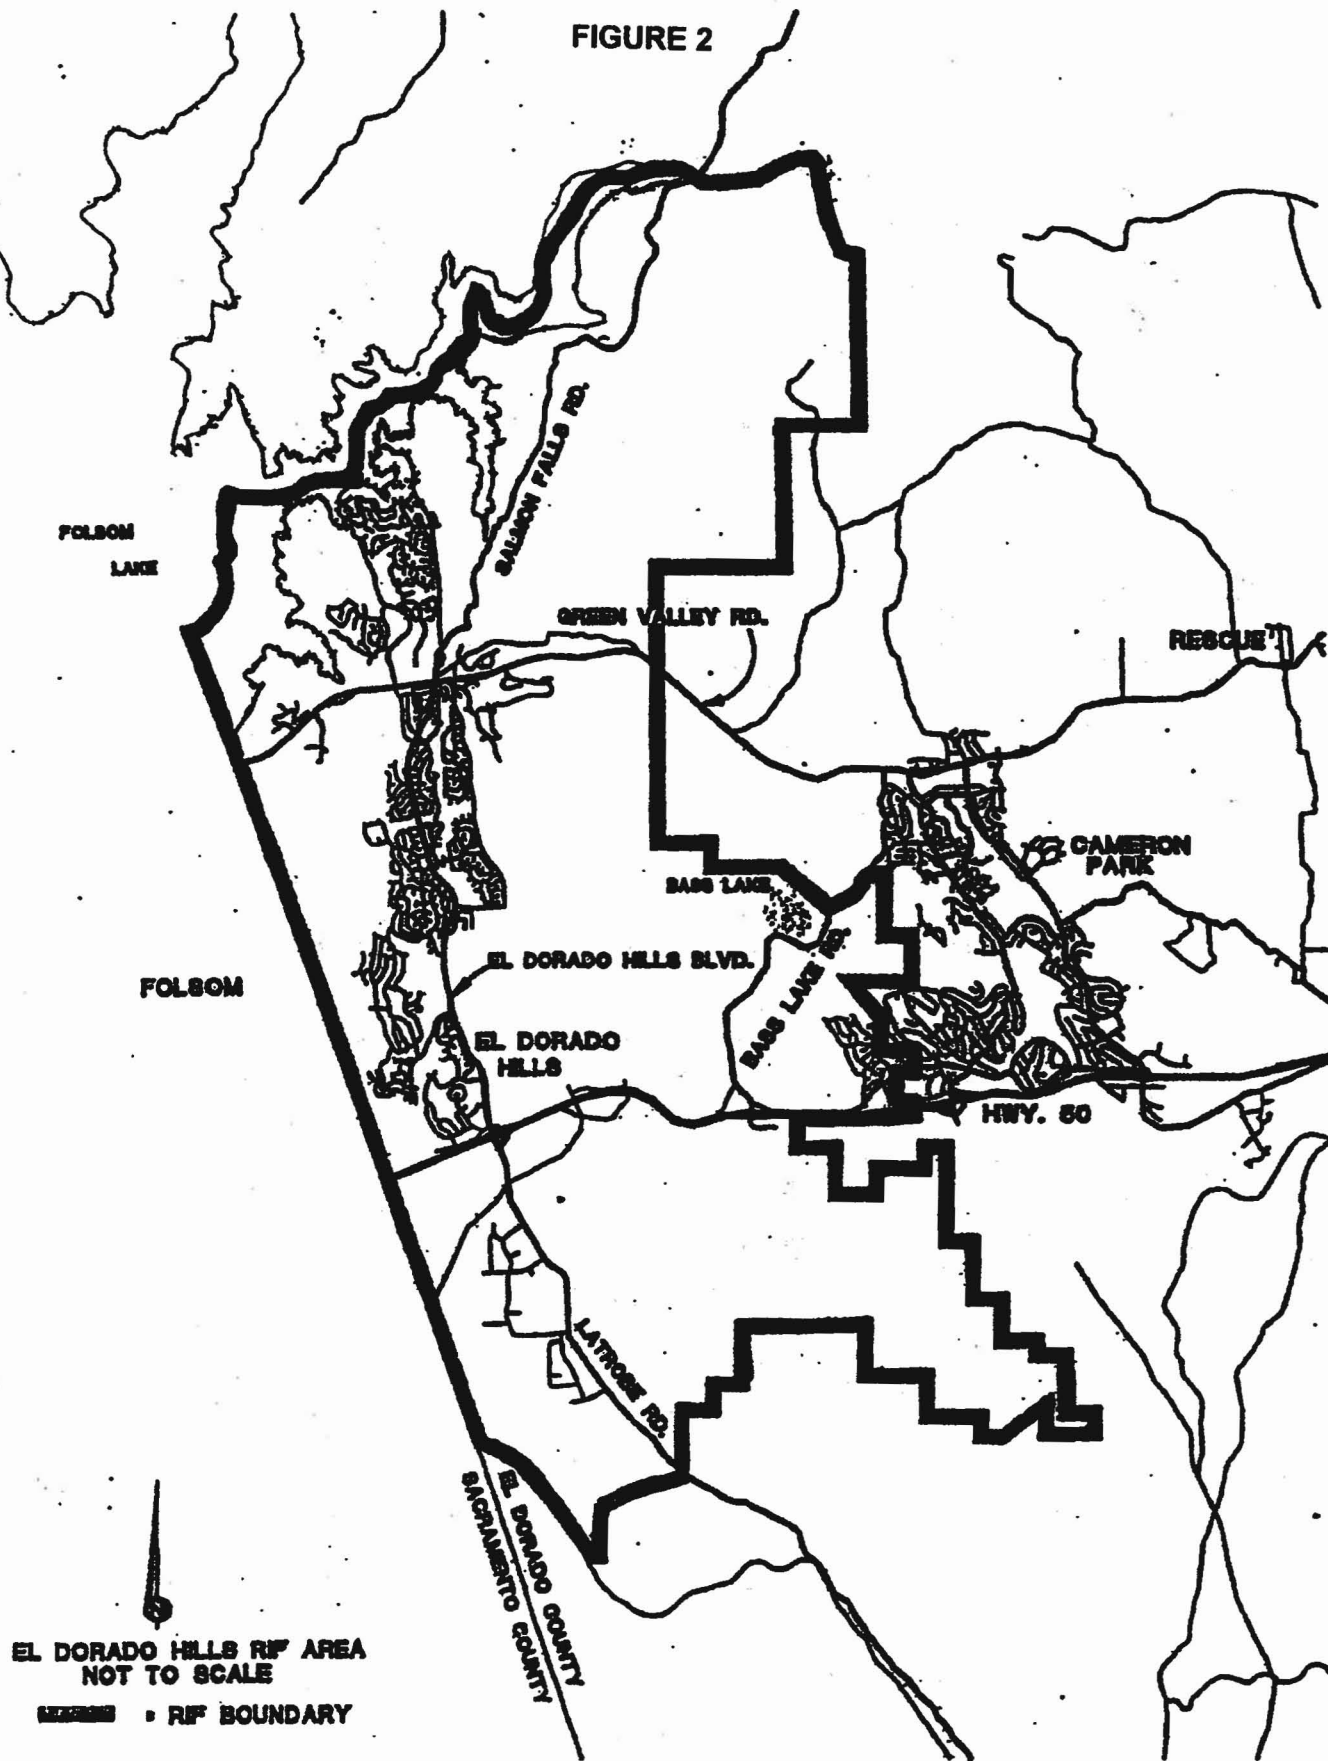 FIGURE 2
SALMON FALLS RD.
FOLSOM
LAKE
GREEN VALLEY RD.
RESCUE
CAMERON
PARK
BASS LAKE
BASS LAKE RD.
EL DORADO HILLS BLVD.
FOLSOM
EL DORADO
HILLS
HWY. 50
LATROBE RD.
EL DORADO COUNTY
SACRAMENTO COUNTY
EL DORADO HILLS RIF AREA
NOT TO SCALE
= RIF BOUNDARY